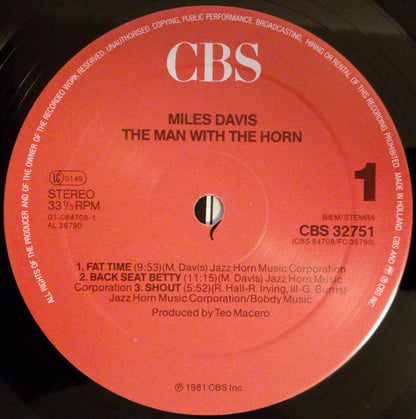 UNAUTHORISED COPYING, PUBLIC PERFORMANCE, BROADCASTING, HIRING OR RENTAL OF THIS RECORDING PROHIBITED. MADE IN HOLLAND. CBS AND ℗ CBS INC.
ALL RIGHTS OF THE PRODUCER AND OF THE OWNER OF THE RECORDED WORK RESERVED.
CBS
MILES DAVIS
THE MAN WITH THE HORN
LC 0149
STEREO
33 1/3 RPM
01-084708-1
AL 36790
1
BIEM/STEMRA
CBS 32751
(CBS 84708/FC 36790)
1. FAT TIME (9:53)(M. Davis) Jazz Horn Music Corporation
2. BACK SEAT BETTY (11:15)(M. Davis) Jazz Horn Music
Corporation 3. SHOUT (5:52)(R. Hall-R. Irving, III-G. Burris)
Jazz Horn Music Corporation/Bobdy Music
Produced by Teo Macero
℗ 1981 CBS Inc.